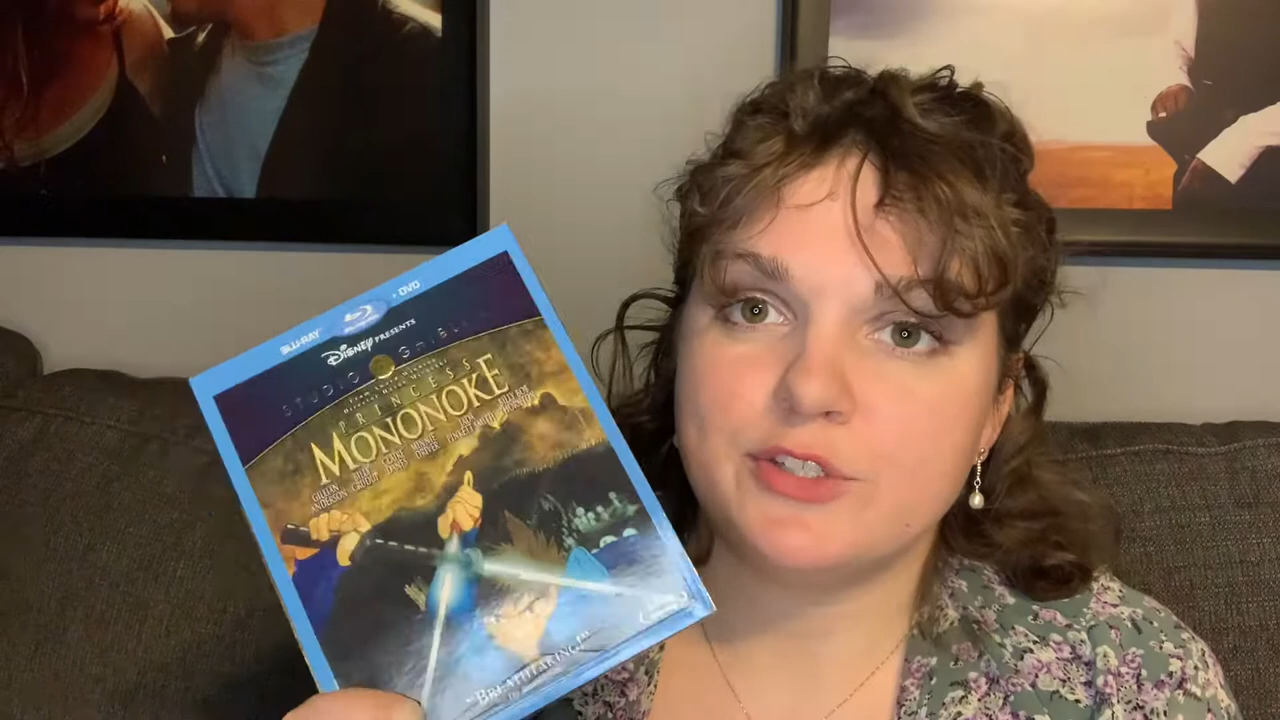 BLU-RAY + DVD
DISNEY PRESENTS
STUDIO GHIBLI
PRINCESS
MONONOKE
GILLIAN ANDERSON
BILLY CRUDUP
CLAIRE DANES
MINNIE DRIVER
JADA PINKETT SMITH
BILLY BOB THORNTON
"BREATHTAKING!"